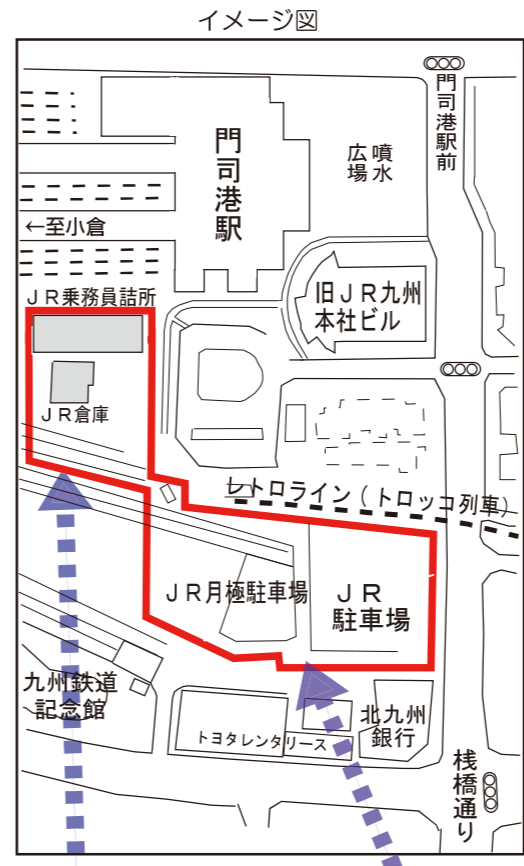 イメージ図
門司港駅前
門司港駅
噴水
広場
←至小倉
JR乗務員詰所
旧JR九州
本社ビル
JR倉庫
レトロライン(トロッコ列車)
JR月極駐車場
JR
駐車場
九州鉄道
記念館
トヨタレンタリース
北九州
銀行
桟橋通り